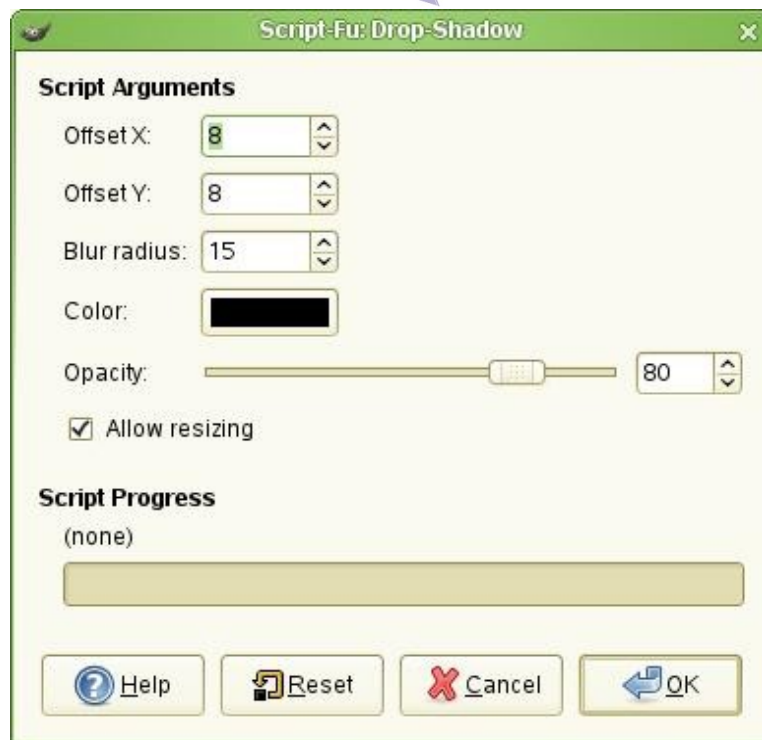 Script-Fu: Drop-Shadow
Script Arguments
Offset X: 8
Offset Y: 8
Blur radius: 15
Color:
Opacity: 80
Allow resizing
Script Progress
(none)
Help Reset Cancel OK